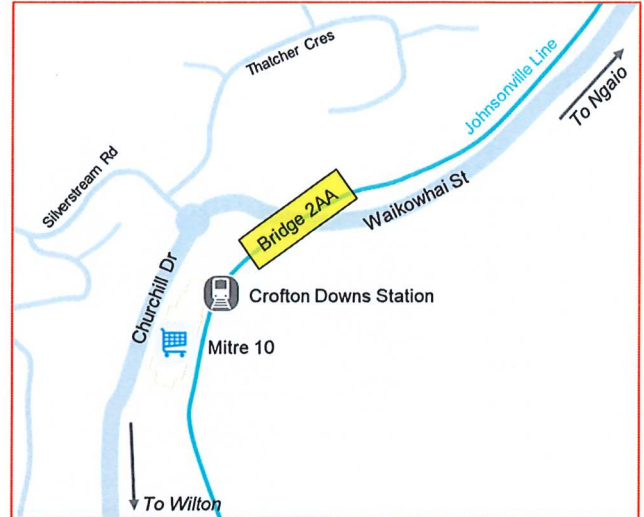 Thatcher Cres
Johnsonville Line
To Ngaio
Silverstream Rd
Bridge 2AA
Waikowhai St
Churchill Dr
Crofton Downs Station
Mitre 10
To Wilton